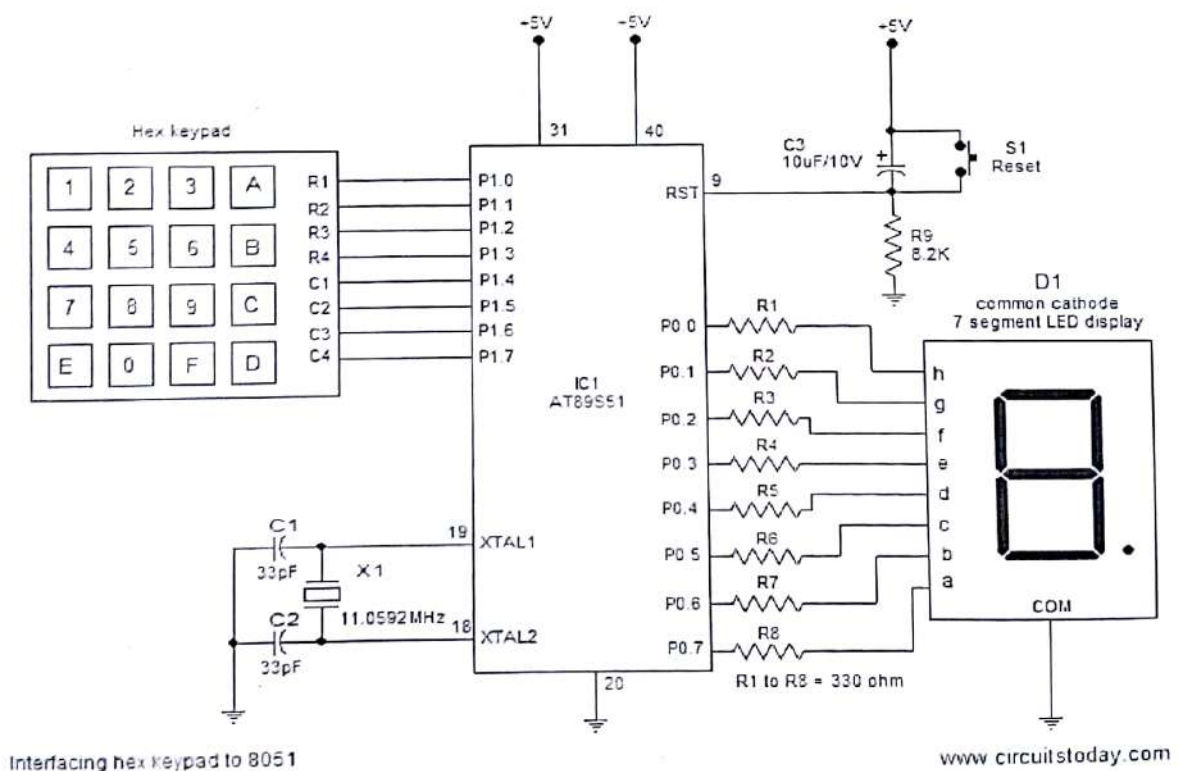 +5V
+5V
+5V
Hex keypad
31
40
C3
10uF/10V
+
S1
Reset
1 2 3 A
4 5 6 B
7 8 9 C
E 0 F D
R1
R2
R3
R4
C1
C2
C3
C4
P1.0
P1.1
P1.2
P1.3
P1.4
P1.5
P1.6
P1.7
RST
9
R9
8.2K
D1
common cathode
7 segment LED display
IC1
AT89S51
P0.0
P0.1
P0.2
P0.3
P0.4
P0.5
P0.6
P0.7
R1
R2
R3
R4
R5
R6
R7
R8
R1 to R8 = 330 ohm
h
g
f
e
d
c
b
a
COM
C1
33pF
X1
11.0592MHz
C2
33pF
19
XTAL1
18
XTAL2
20
Interfacing hex keypad to 8051
www.circuitstoday.com